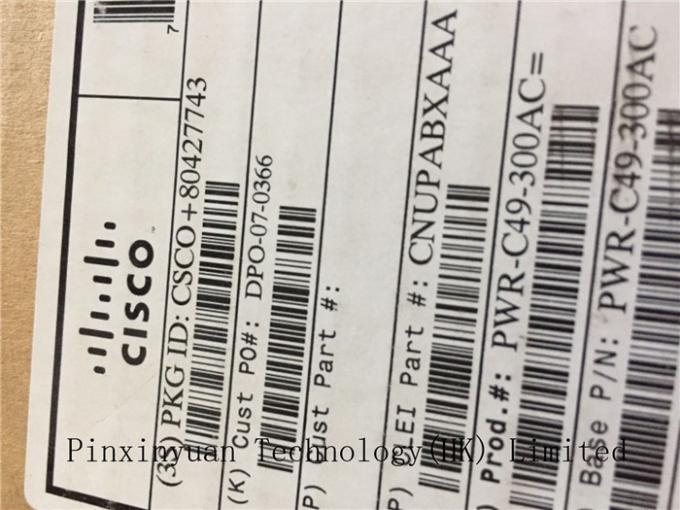 CISCO
(3S) PKG ID: CSCO+80427743
(K) Cust PO#: DPO-07-0366
P) Cust Part #:
P) CLEI Part #: CNUPABXAAA
) Prod.#: PWR-C49-300AC=
) Base P/N: PWR-C49-300AC
7
Pinxinyuan Technology(HK) Limited